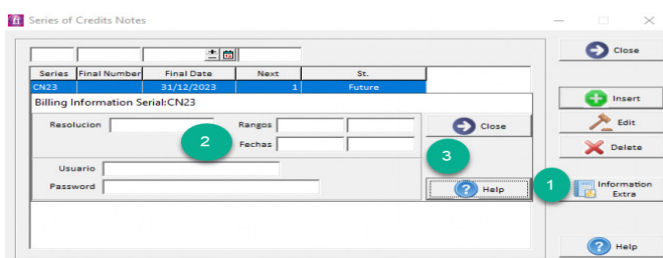 Series of Credits Notes
Close
Series Final Number Final Date Next St.
CN23 31/12/2023 1 Future
Insert
Billing Information Serial:CN23
Resolucion Rangos Close Edit
2 Fechas
3 Delete
Usuario
Password Help 1 Information Extra
Help